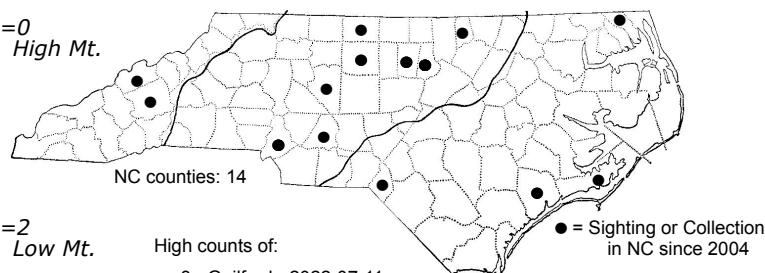 =0
High Mt.
NC counties: 14
=2
Low Mt.
High counts of:
● = Sighting or Collection
in NC since 2004